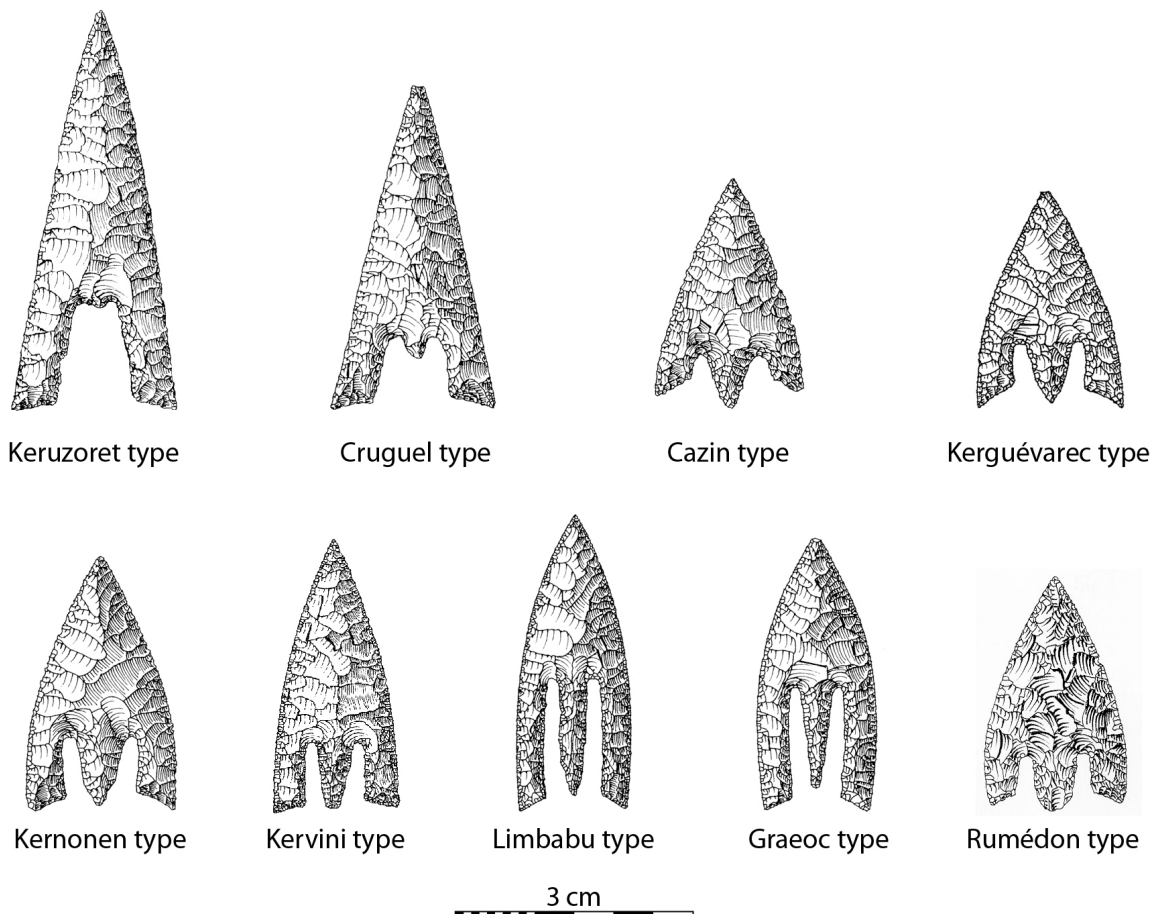 Keruzoret type
Cruguel type
Cazin type
Kerguévarec type
Kernonen type
Kervini type
Limbabu type
Graeoc type
Rumédon type
3 cm